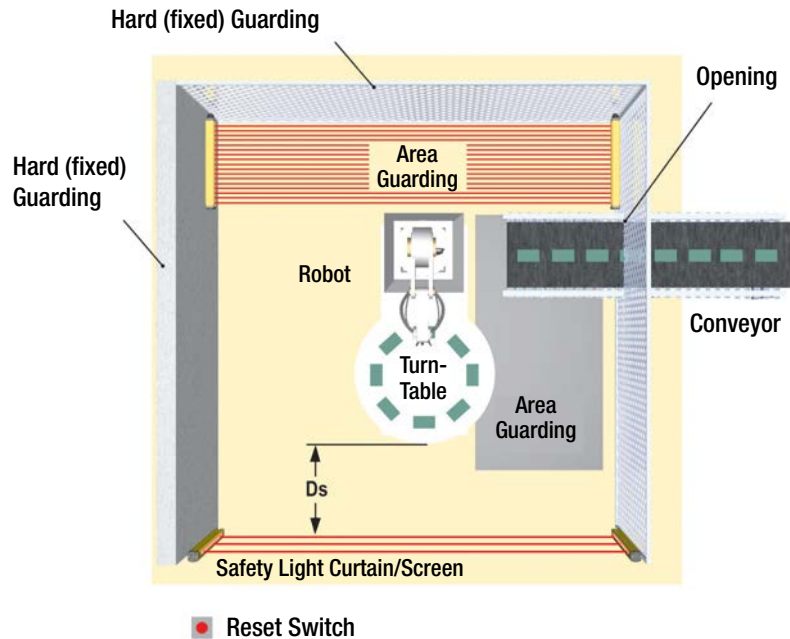 Hard (fixed) Guarding
Opening
Hard (fixed)
Guarding
Area
Guarding
Robot
Conveyor
Turn-
Table
Area
Guarding
Ds
Safety Light Curtain/Screen
Reset Switch